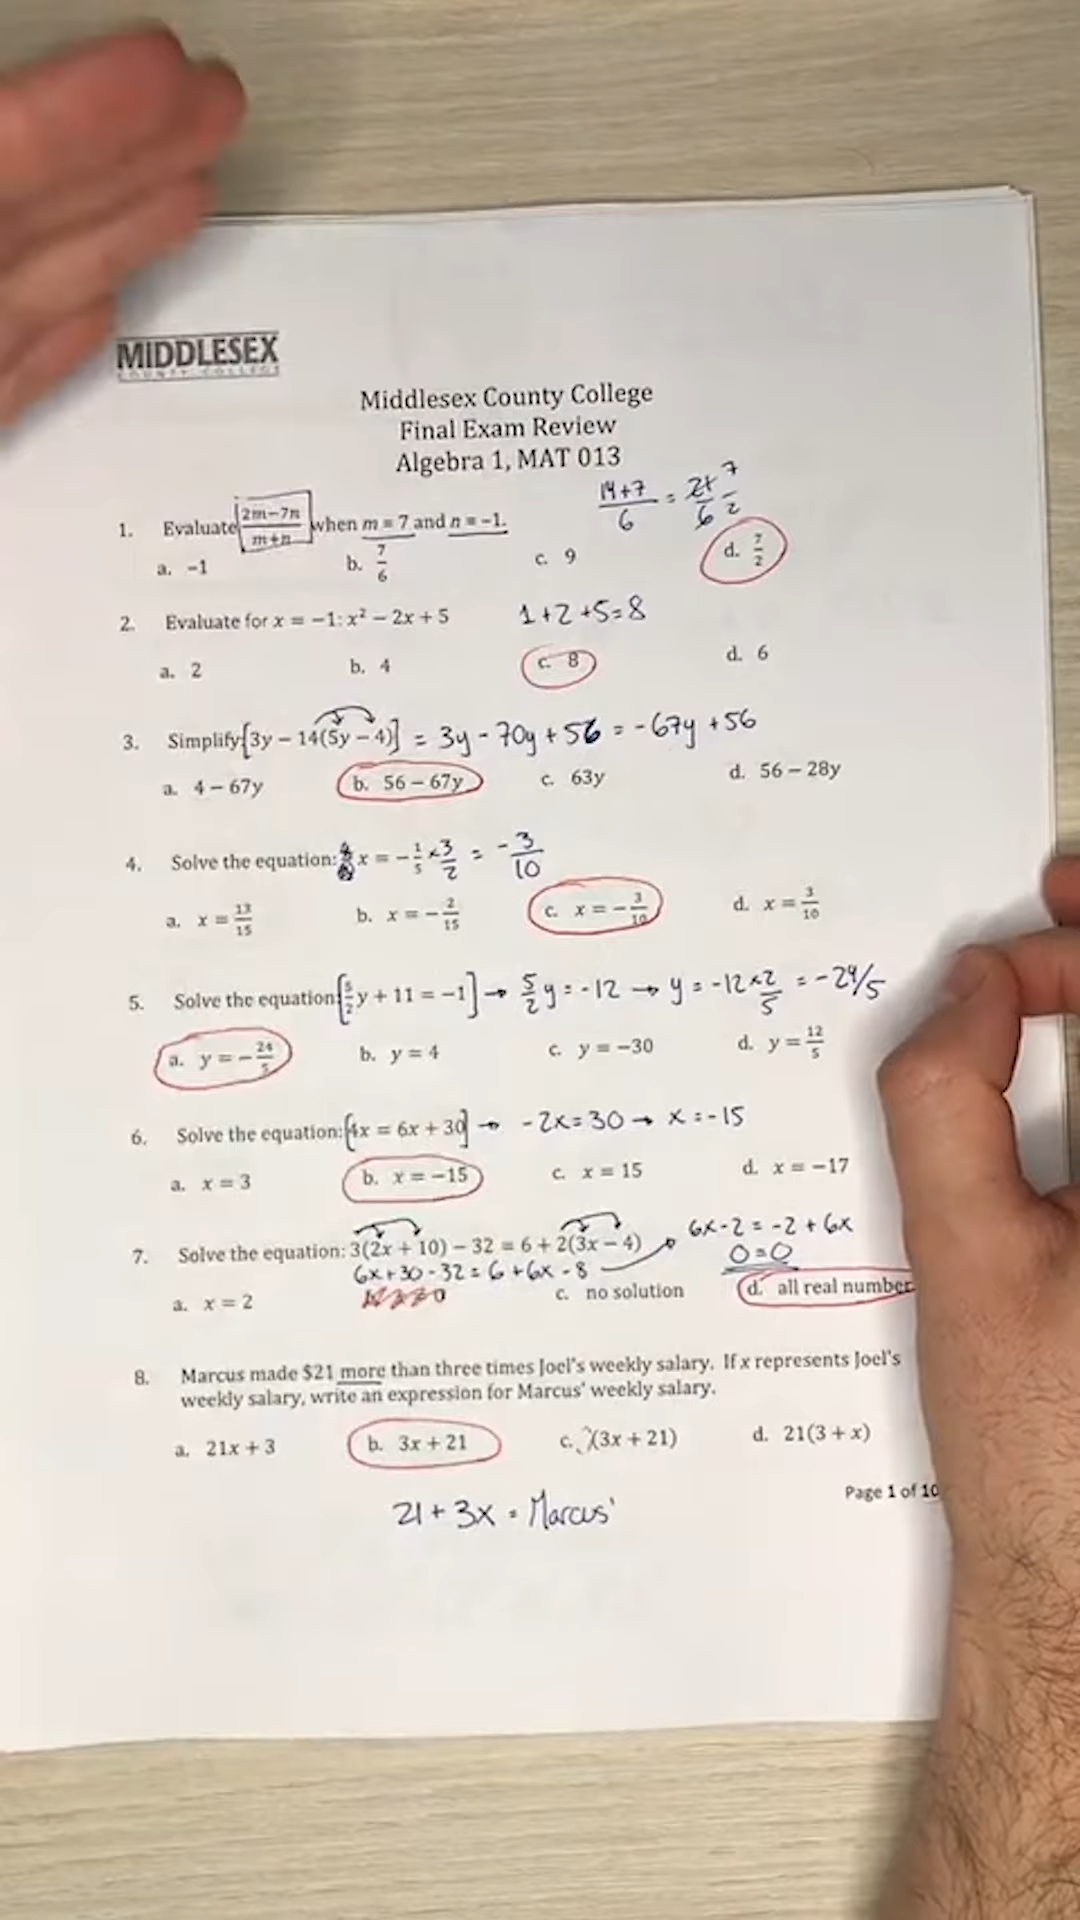 MIDDLESEX
COUNTY COLLEGE
Middlesex County College
Final Exam Review
Algebra 1, MAT 013
14+7/6 = 21/6 7/2
1. Evaluate 2m−7n/m+n when m = 7 and n = −1.
a. −1 b. 7/6 c. 9 d. 7/2
2. Evaluate for x = −1: x² − 2x + 5 1+2+5=8
a. 2 b. 4 c. 8 d. 6
3. Simplify [3y − 14(5y − 4)] = 3y - 70y + 56 = -67y + 56
a. 4 − 67y b. 56 − 67y c. 63y d. 56 − 28y
4. Solve the equation: x = −1/5 × 3/2 = -3/10
a. x = 13/15 b. x = −2/15 c. x = −3/10 d. x = 3/10
5. Solve the equation [5/2 y + 11 = −1] → 5/2 y = -12 → y = -12 × 2/5 = -24/5
a. y = −24/5 b. y = 4 c. y = −30 d. y = 12/5
6. Solve the equation: [4x = 6x + 30] → -2x = 30 → x = -15
a. x = 3 b. x = −15 c. x = 15 d. x = −17
7. Solve the equation: 3(2x + 10) − 32 = 6 + 2(3x − 4) → 6x - 2 = -2 + 6x
6x + 30 - 32 = 6 + 6x - 8 0 = 0
a. x = 2 c. no solution d. all real number
8. Marcus made $21 more than three times Joel's weekly salary. If x represents Joel's
weekly salary, write an expression for Marcus' weekly salary.
a. 21x + 3 b. 3x + 21 c. (3x + 21) d. 21(3 + x)
Page 1 of 10
21 + 3x = Marcus'